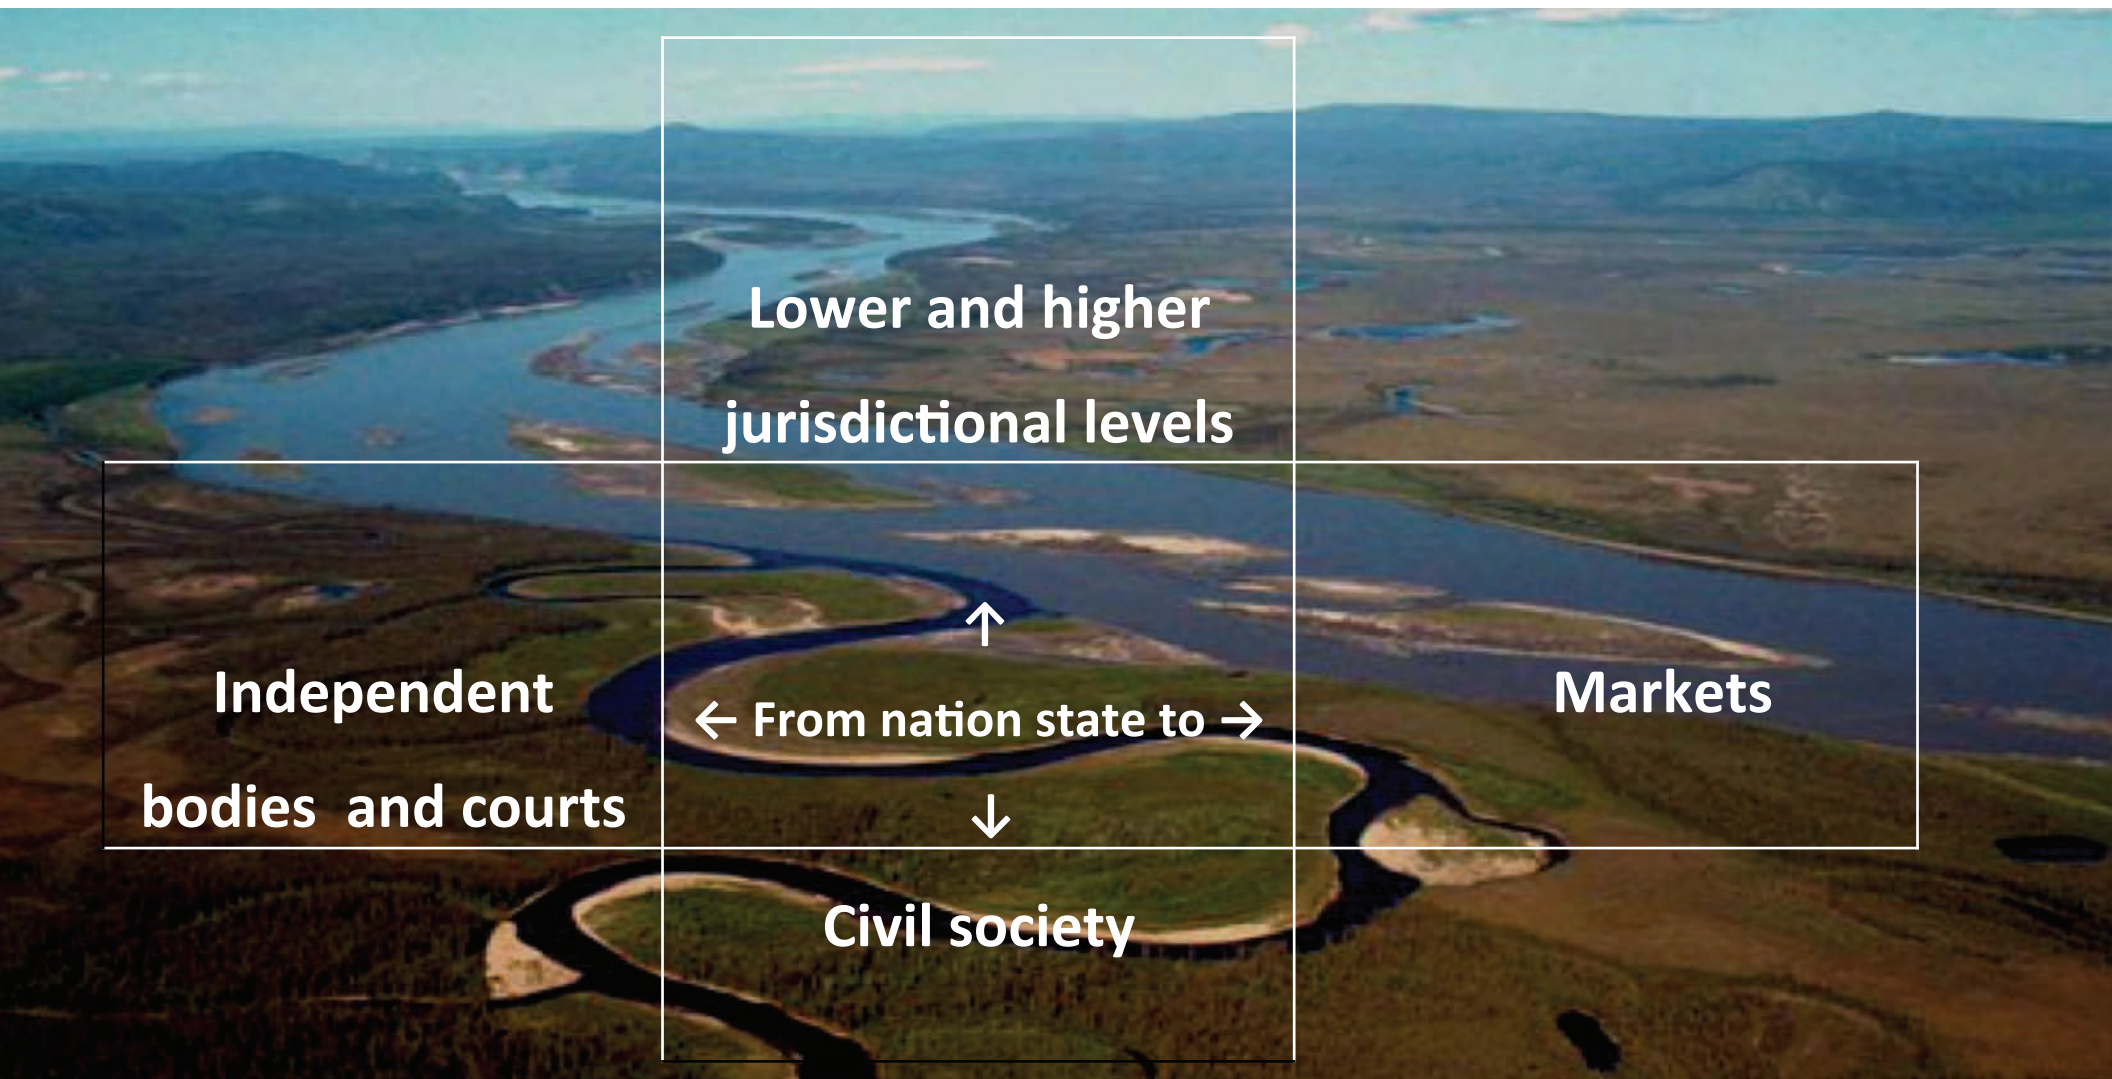 Lower and higher
jurisdictional levels
Independent
bodies and courts
↑
← From nation state to →
↓
Markets
Civil society